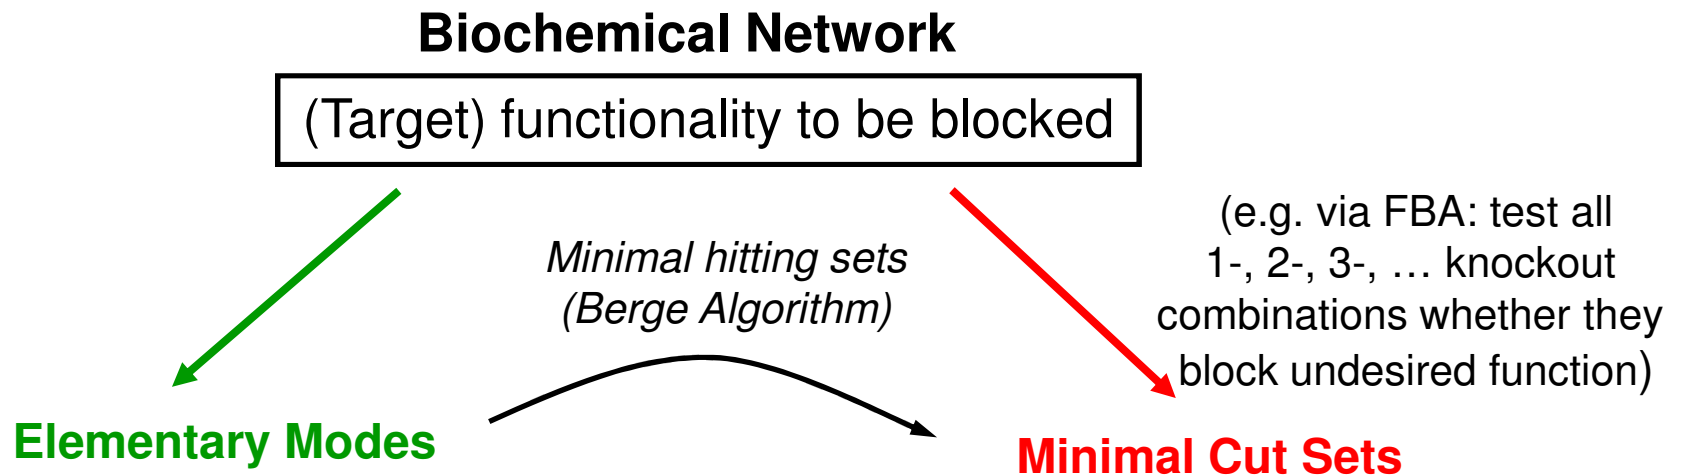 Biochemical Network
(Target) functionality to be blocked
(e.g. via FBA: test all
1-, 2-, 3-, … knockout
combinations whether they
block undesired function)
Minimal hitting sets
(Berge Algorithm)
Elementary Modes
Minimal Cut Sets